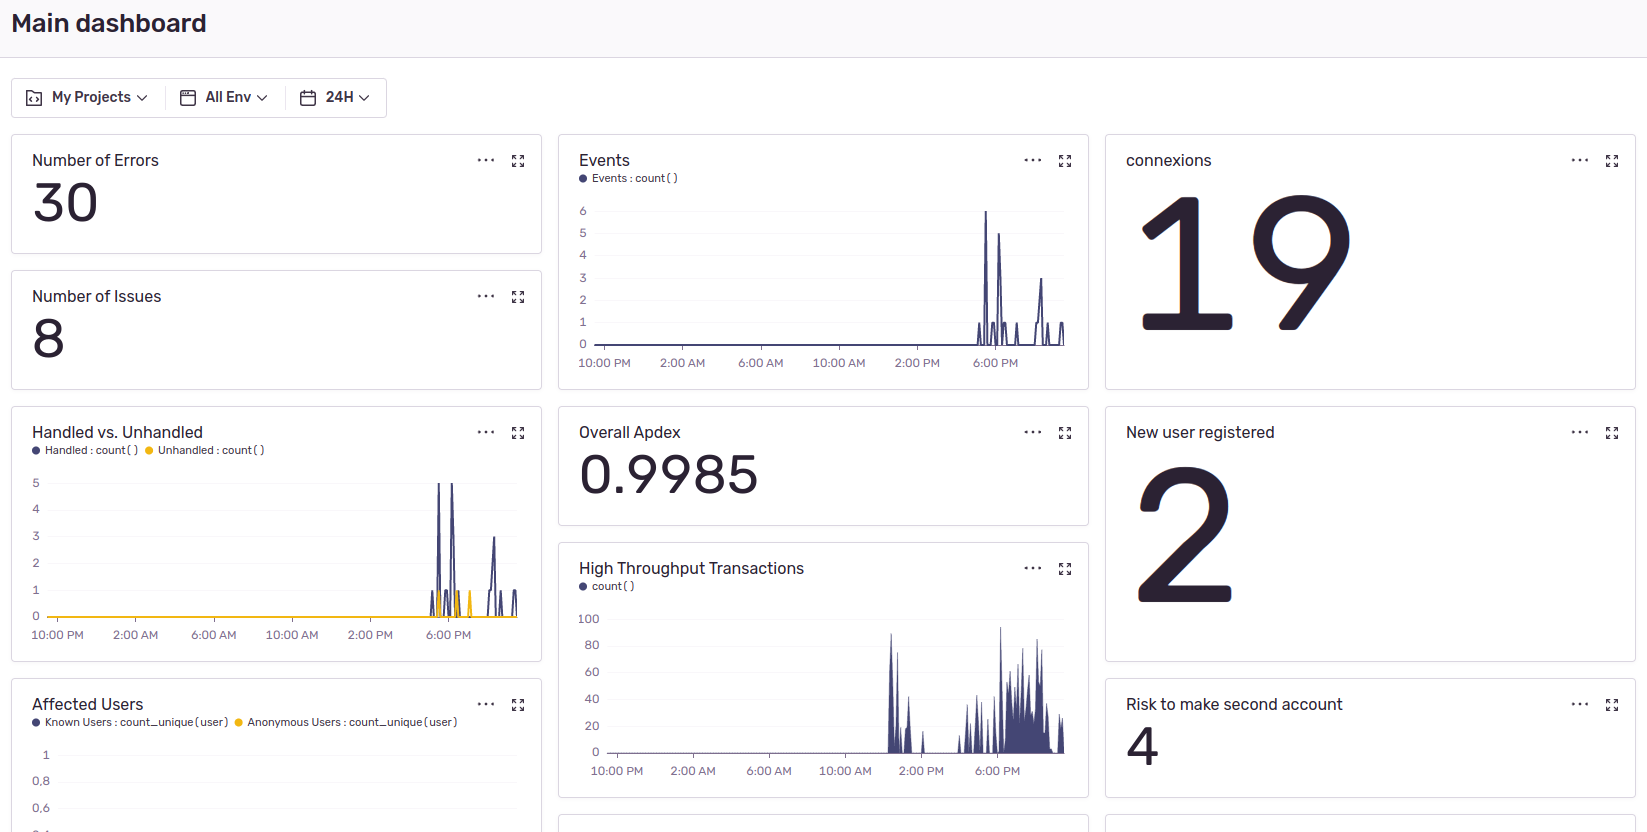 Main dashboard
My Projects
All Env
24H
Number of Errors
30
Number of Issues
8
Handled vs. Unhandled
Handled : count() Unhandled : count()
5
4
3
2
1
0
10:00 PM 2:00 AM 6:00 AM 10:00 AM 2:00 PM 6:00 PM
Affected Users
Known Users : count_unique(user) Anonymous Users : count_unique(user)
1
0,8
0,6
Events
Events : count()
6
5
4
3
2
1
0
10:00 PM 2:00 AM 6:00 AM 10:00 AM 2:00 PM 6:00 PM
Overall Apdex
0.9985
High Throughput Transactions
count()
100
80
60
40
20
0
10:00 PM 2:00 AM 6:00 AM 10:00 AM 2:00 PM 6:00 PM
connexions
19
New user registered
2
Risk to make second account
4